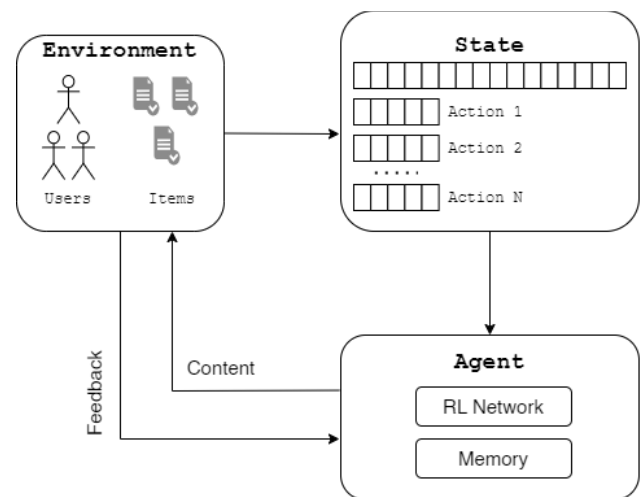 Environment
Users
Items
State
Action 1
Action 2
.....
Action N
Feedback
Content
Agent
RL Network
Memory